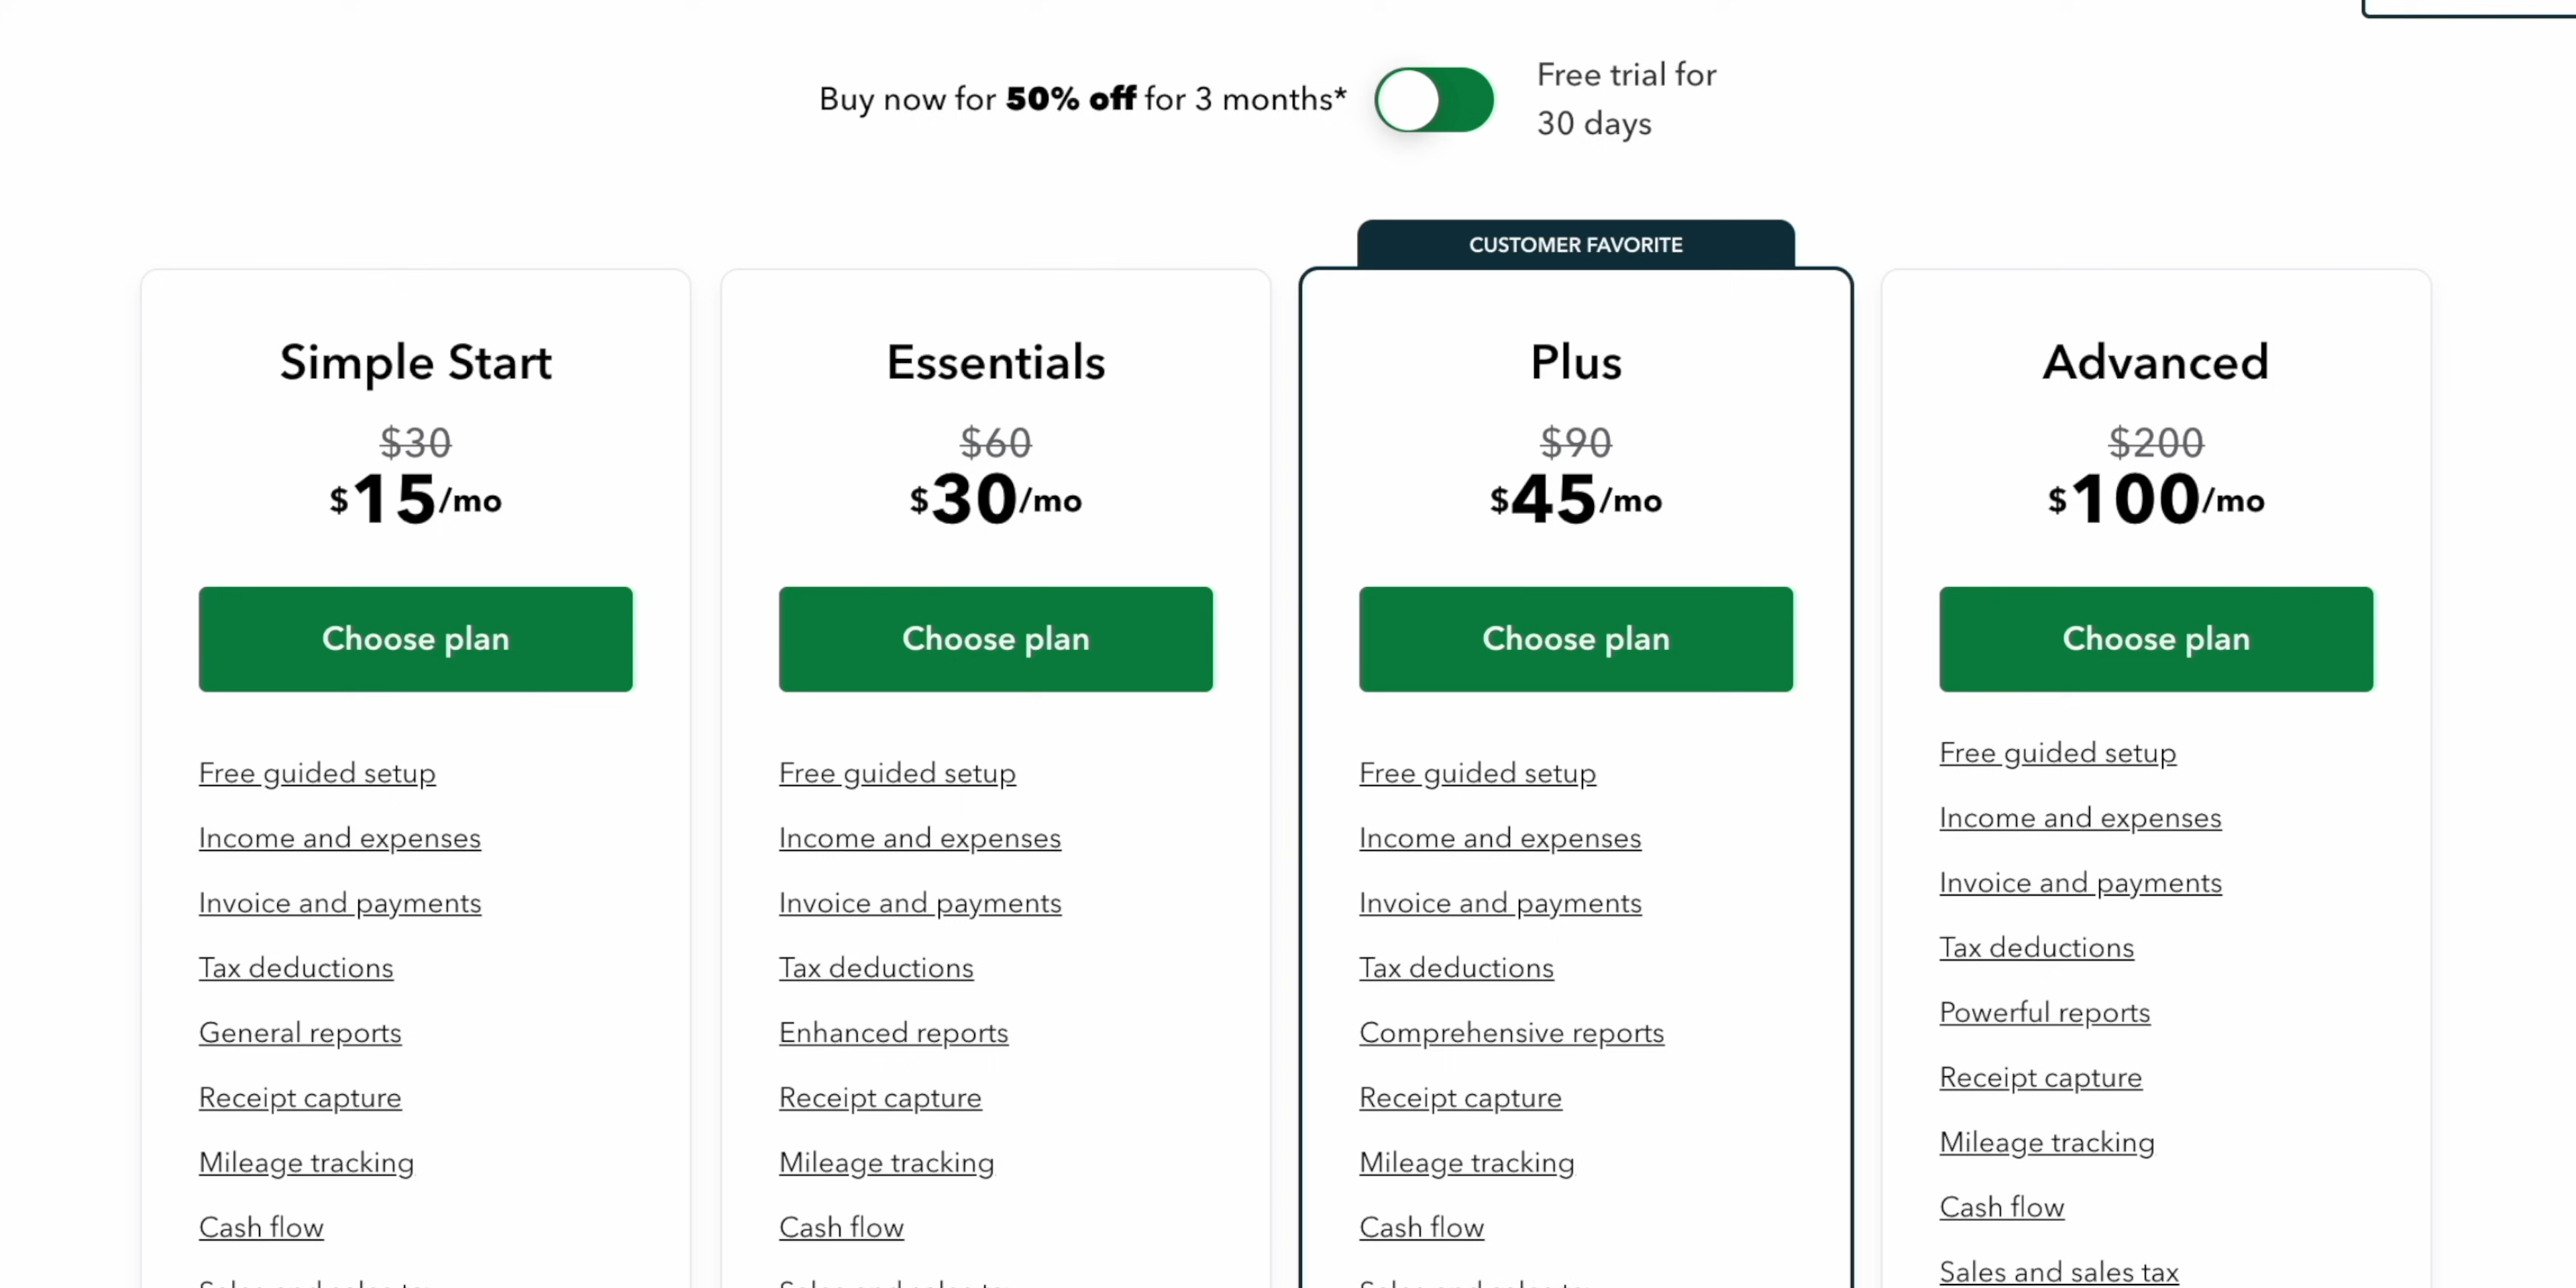 Buy now for 50% off for 3 months*
Free trial for
30 days
CUSTOMER FAVORITE
Simple Start
$30
$15/mo
Choose plan
Free guided setup
Income and expenses
Invoice and payments
Tax deductions
General reports
Receipt capture
Mileage tracking
Cash flow
Essentials
$60
$30/mo
Choose plan
Free guided setup
Income and expenses
Invoice and payments
Tax deductions
Enhanced reports
Receipt capture
Mileage tracking
Cash flow
Plus
$90
$45/mo
Choose plan
Free guided setup
Income and expenses
Invoice and payments
Tax deductions
Comprehensive reports
Receipt capture
Mileage tracking
Cash flow
Advanced
$200
$100/mo
Choose plan
Free guided setup
Income and expenses
Invoice and payments
Tax deductions
Powerful reports
Receipt capture
Mileage tracking
Cash flow
Sales and sales tax